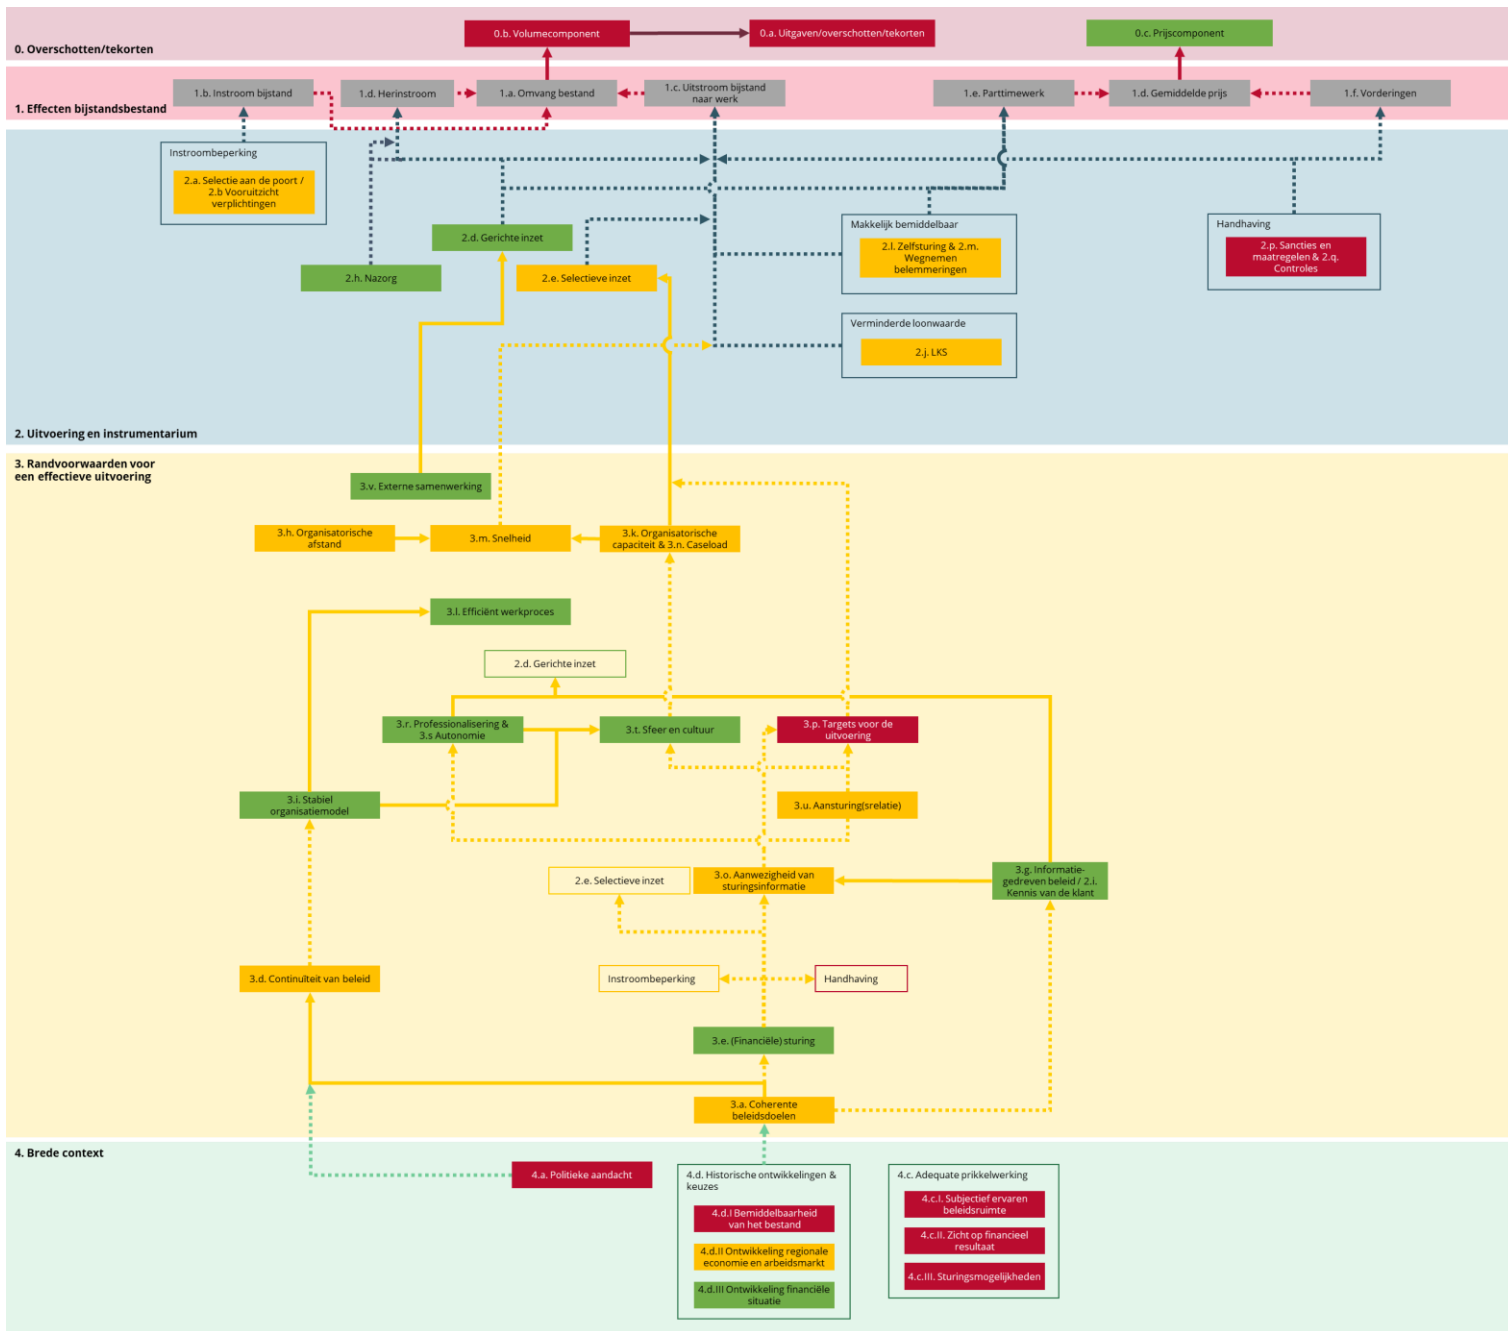 0. Overschotten/tekorten
0.b. Volumecomponent
0.a. Uitgaven/overschotten/tekorten
0.c. Prijscomponent
1. Effecten bijstandsbestand
1.b. Instroom bijstand
1.d. Herinstroom
1.a. Omvang bestand
1.c. Uitstroom bijstand
naar werk
1.e. Parttimewerk
1.d. Gemiddelde prijs
1.f. Vorderingen
Instroombeperking
2.a. Selectie aan de poort /
2.b Vooruitzicht
verplichtingen
2.d. Gerichte inzet
2.h. Nazorg
2.e. Selectieve inzet
Makkelijk bemiddelbaar
2.l. Zelfsturing & 2.m.
Wegnemen
belemmeringen
Handhaving
2.p. Sancties en
maatregelen & 2.q.
Controles
Verminderde loonwaarde
2.j. LKS
2. Uitvoering en instrumentarium
3. Randvoorwaarden voor
een effectieve uitvoering
3.v. Externe samenwerking
3.h. Organisatorische
afstand
3.m. Snelheid
3.k. Organisatorische
capaciteit & 3.n. Caseload
3.l. Efficiënt werkproces
2.d. Gerichte inzet
3.r. Professionalisering &
3.s Autonomie
3.t. Sfeer en cultuur
3.p. Targets voor de
uitvoering
3.i. Stabiel
organisatiemodel
3.u. Aansturing(srelatie)
2.e. Selectieve inzet
3.o. Aanwezigheid van
sturingsinformatie
3.g. Informatie-
gedreven beleid / 2.i.
Kennis van de klant
3.d. Continuïteit van beleid
Instroombeperking
Handhaving
3.e. (Financiële) sturing
3.a. Coherente
beleidsdoelen
4. Brede context
4.a. Politieke aandacht
4.d. Historische ontwikkelingen &
keuzes
4.d.I Bemiddelbaarheid
van het bestand
4.d.II Ontwikkeling regionale
economie en arbeidsmarkt
4.d.III Ontwikkeling financiële
situatie
4.c. Adequate prikkelwerking
4.c.I. Subjectief ervaren
beleidsruimte
4.c.II. Zicht op financieel
resultaat
4.c.III. Sturingsmogelijkheden